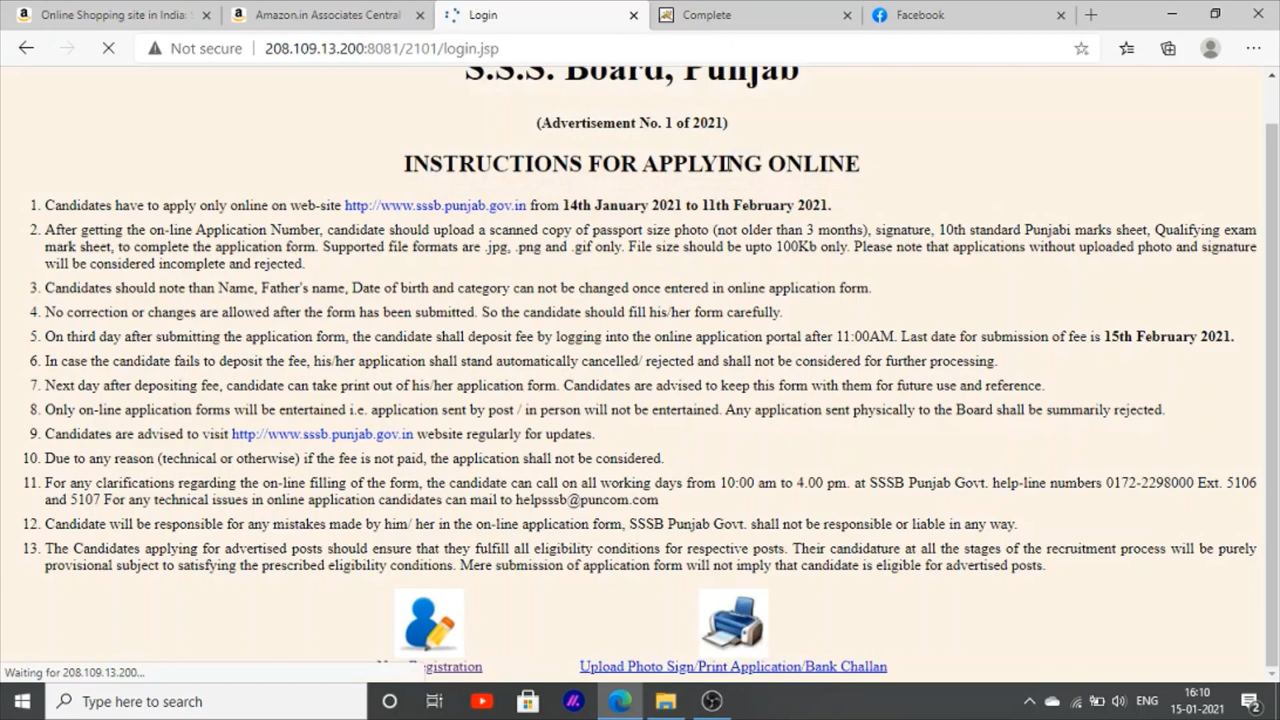 Online Shopping site in India:
Amazon.in Associates Central
Login
Complete
Facebook
Not secure
208.109.13.200:8081/2101/login.jsp
S.S.S. Board, Punjab
(Advertisement No. 1 of 2021)
INSTRUCTIONS FOR APPLYING ONLINE
1. Candidates have to apply only online on web-site http://www.sssb.punjab.gov.in from 14th January 2021 to 11th February 2021.
2. After getting the on-line Application Number, candidate should upload a scanned copy of passport size photo (not older than 3 months), signature, 10th standard Punjabi marks sheet, Qualifying exam
mark sheet, to complete the application form. Supported file formats are .jpg, .png and .gif only. File size should be upto 100Kb only. Please note that applications without uploaded photo and signature
will be considered incomplete and rejected.
3. Candidates should note than Name, Father's name, Date of birth and category can not be changed once entered in online application form.
4. No correction or changes are allowed after the form has been submitted. So the candidate should fill his/her form carefully.
5. On third day after submitting the application form, the candidate shall deposit fee by logging into the online application portal after 11:00AM. Last date for submission of fee is 15th February 2021.
6. In case the candidate fails to deposit the fee, his/her application shall stand automatically cancelled/ rejected and shall not be considered for further processing.
7. Next day after depositing fee, candidate can take print out of his/her application form. Candidates are advised to keep this form with them for future use and reference.
8. Only on-line application forms will be entertained i.e. application sent by post / in person will not be entertained. Any application sent physically to the Board shall be summarily rejected.
9. Candidates are advised to visit http://www.sssb.punjab.gov.in website regularly for updates.
10. Due to any reason (technical or otherwise) if the fee is not paid, the application shall not be considered.
11. For any clarifications regarding the on-line filling of the form, the candidate can call on all working days from 10:00 am to 4.00 pm. at SSSB Punjab Govt. help-line numbers 0172-2298000 Ext. 5106
and 5107 For any technical issues in online application candidates can mail to helpsssb@puncom.com
12. Candidate will be responsible for any mistakes made by him/ her in the on-line application form, SSSB Punjab Govt. shall not be responsible or liable in any way.
13. The Candidates applying for advertised posts should ensure that they fulfill all eligibility conditions for respective posts. Their candidature at all the stages of the recruitment process will be purely
provisional subject to satisfying the prescribed eligibility conditions. Mere submission of application form will not imply that candidate is eligible for advertised posts.
New Registration
Upload Photo Sign/Print Application/Bank Challan
Waiting for 208.109.13.200...
Type here to search
ENG
16:10
15-01-2021
2